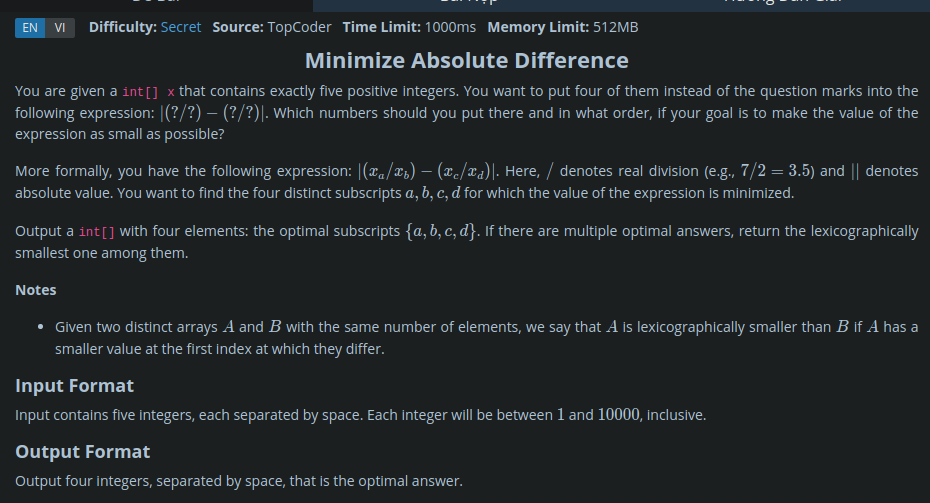 EN VI Difficulty: Secret Source: TopCoder Time Limit: 1000ms Memory Limit: 512MB
Minimize Absolute Difference
You are given a int[] x that contains exactly five positive integers. You want to put four of them instead of the question marks into the
following expression: |(?/?) − (?/?)|. Which numbers should you put there and in what order, if your goal is to make the value of the
expression as small as possible?
More formally, you have the following expression: |(x_a/x_b) − (x_c/x_d)|. Here, / denotes real division (e.g., 7/2 = 3.5) and || denotes
absolute value. You want to find the four distinct subscripts a, b, c, d for which the value of the expression is minimized.
Output a int[] with four elements: the optimal subscripts {a, b, c, d}. If there are multiple optimal answers, return the lexicographically
smallest one among them.
Notes
• Given two distinct arrays A and B with the same number of elements, we say that A is lexicographically smaller than B if A has a
smaller value at the first index at which they differ.
Input Format
Input contains five integers, each separated by space. Each integer will be between 1 and 10000, inclusive.
Output Format
Output four integers, separated by space, that is the optimal answer.